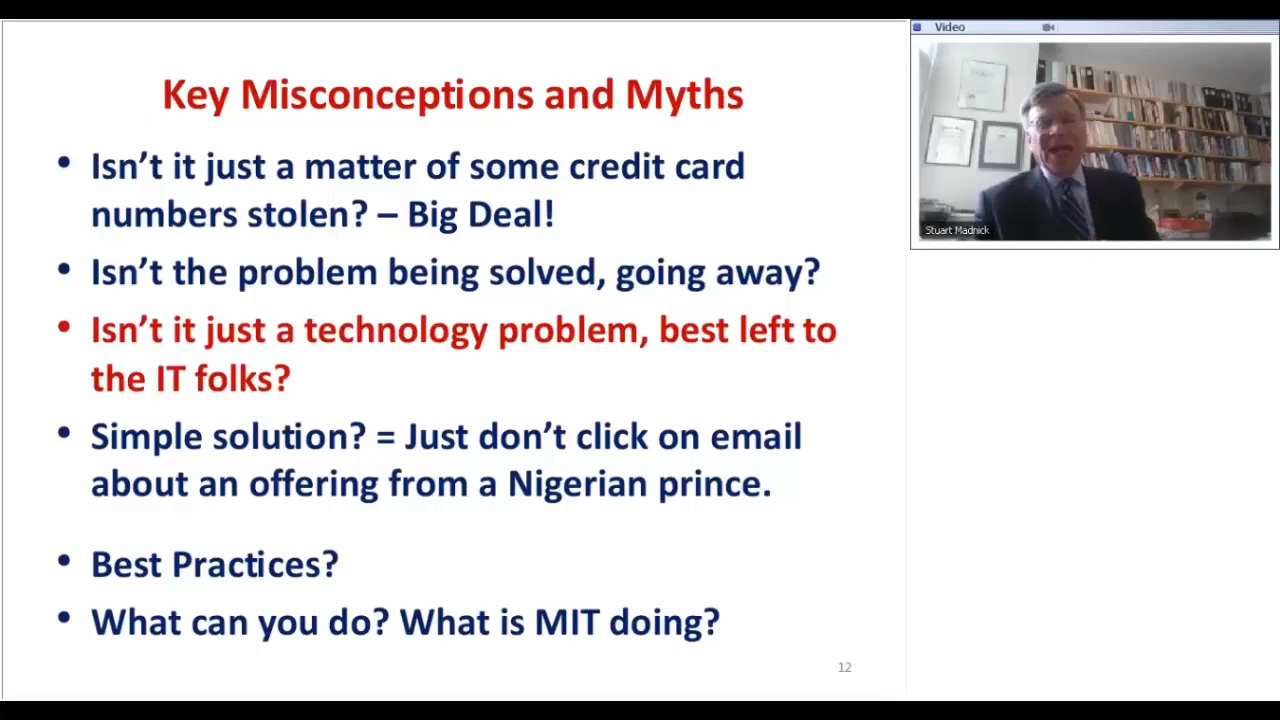 Key Misconceptions and Myths
• Isn’t it just a matter of some credit card
numbers stolen? – Big Deal!
• Isn’t the problem being solved, going away?
• Isn’t it just a technology problem, best left to
the IT folks?
• Simple solution? = Just don’t click on email
about an offering from a Nigerian prince.
• Best Practices?
• What can you do? What is MIT doing?
12
Video
Stuart Madnick